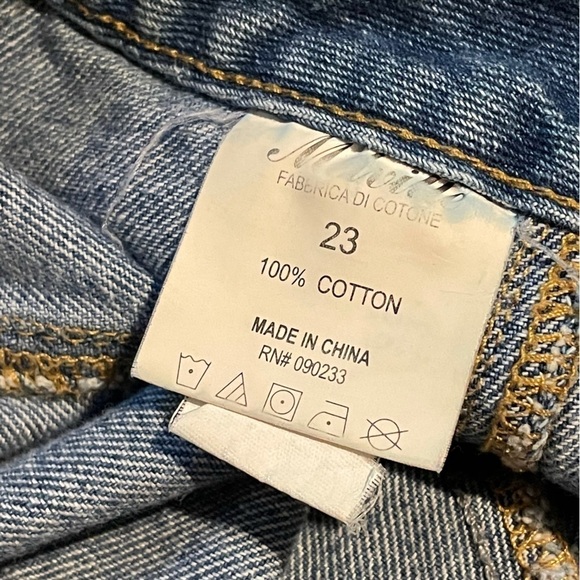 FABBRICA DI COTONE
23
100% COTTON
MADE IN CHINA
RN# 090233